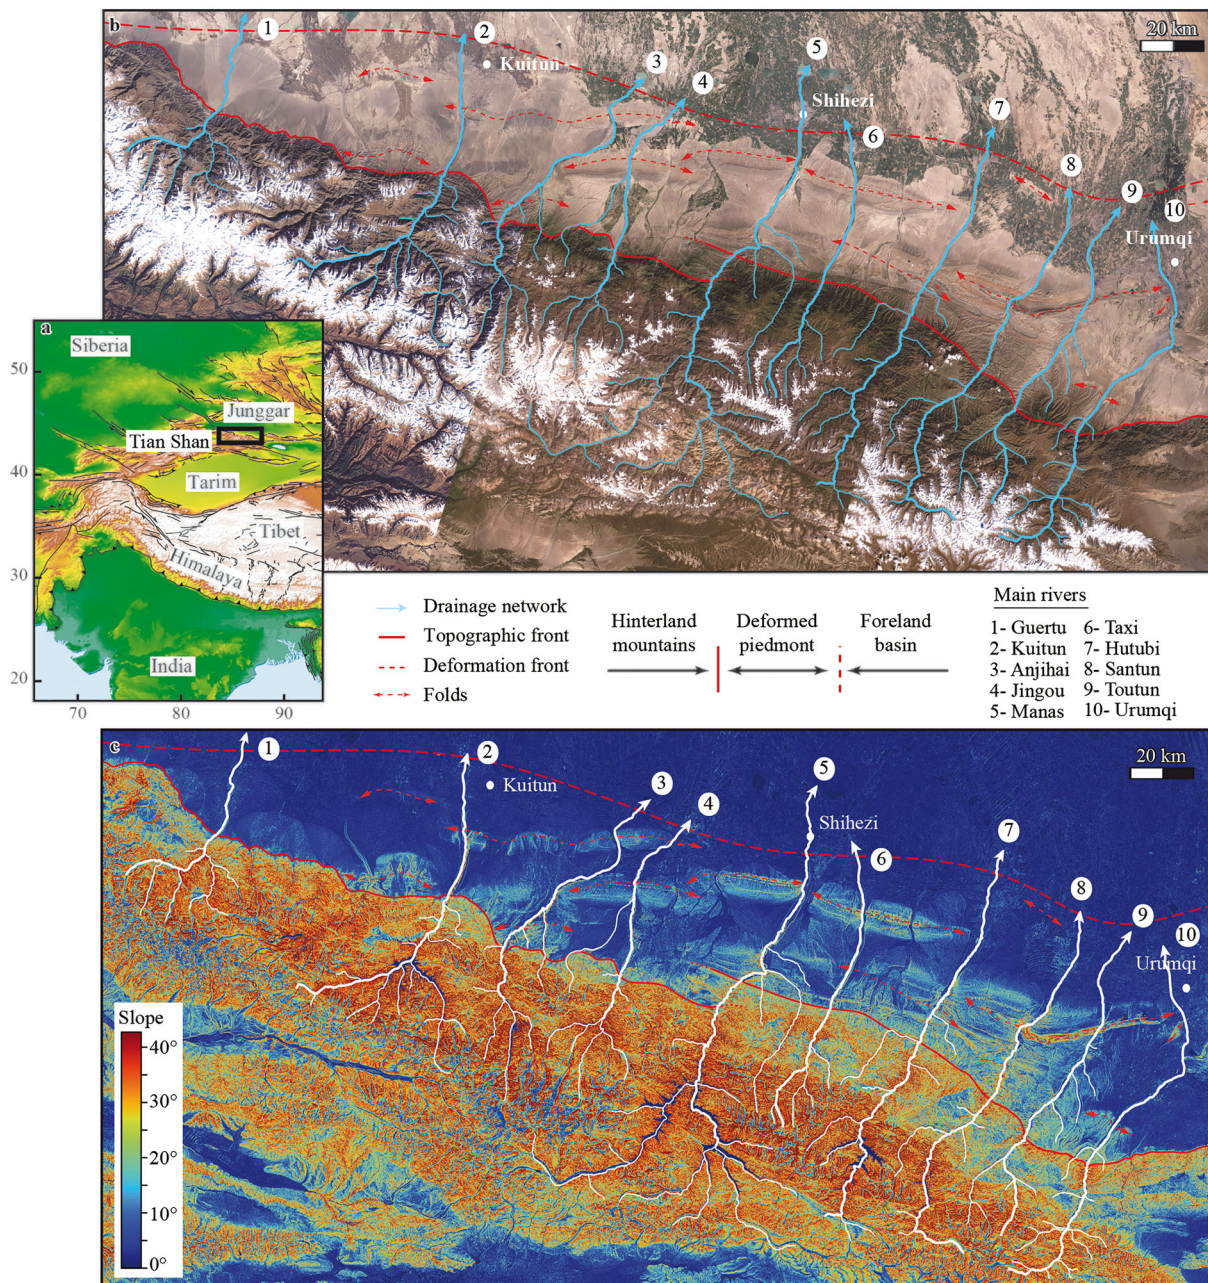 b
1
2
3
4
5
6
7
8
9
10
Kuitun
Shihezi
Urumqi
20 km
a
Siberia
Junggar
Tian Shan
Tarim
Tibet
Himalaya
India
50
40
30
20
70
80
90
Drainage network
Topographic front
Deformation front
Folds
Hinterland
mountains
Deformed
piedmont
Foreland
basin
Main rivers
1- Guertu
2- Kuitun
3- Anjihai
4- Jingou
5- Manas
6- Taxi
7- Hutubi
8- Santun
9- Toutun
10- Urumqi
c
1
2
3
4
5
6
7
8
9
10
Kuitun
Shihezi
Urumqi
20 km
Slope
40°
30°
20°
10°
0°